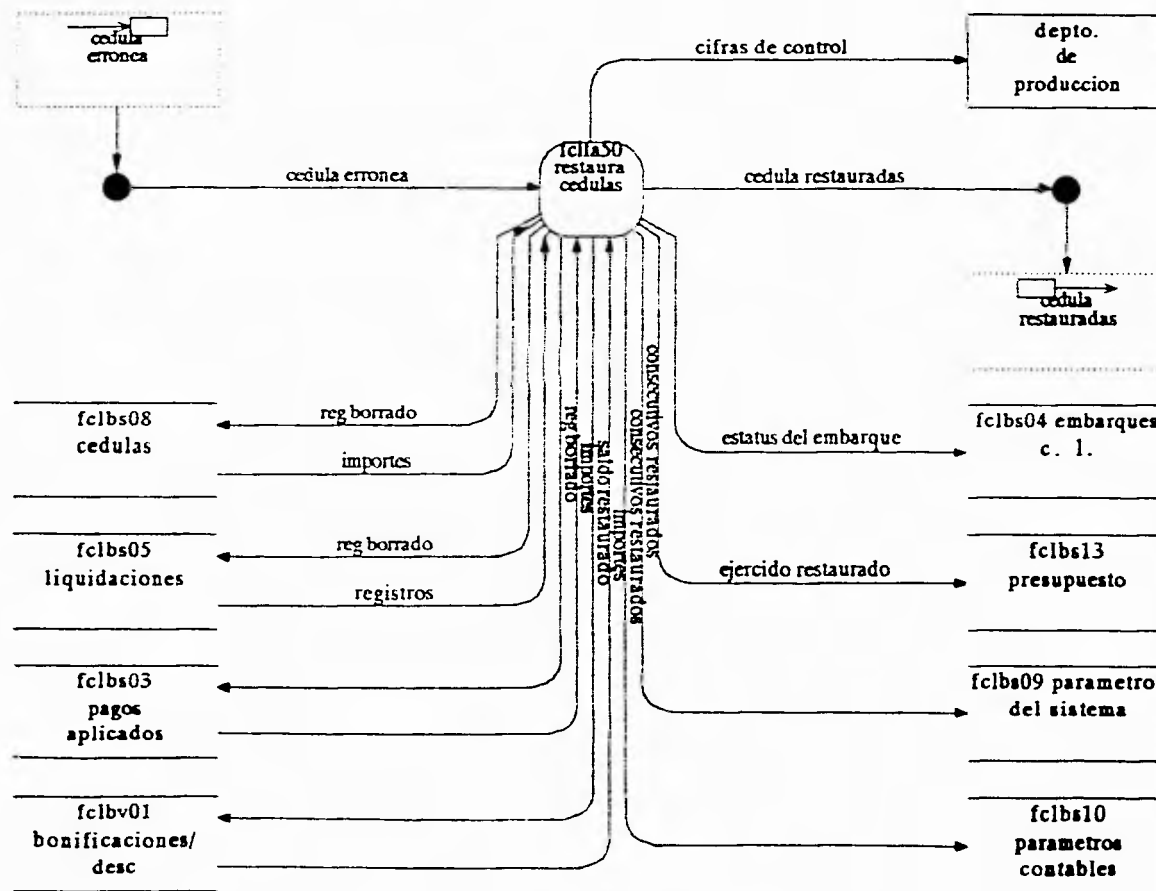 cedula
erronea
cifras de control
depto.
de
produccion
cedula erronea
fclfa50
restaura
cedulas
cedula restauradas
cedula
restauradas
fclbs08
cedulas
reg borrado
importes
fclbs04 embarques
c. l.
estatus del embarque
fclbs05
liquidaciones
reg borrado
registros
fclbs13
presupuesto
ejercido restaurado
fclbs03
pagos
aplicados
fclbs09 parametro
del sistema
fclbv01
bonificaciones/
desc
fclbs10
parametros
contables
reg borrado
importes
saldo restaurado
importes
consecutivos restaurados
consecutivos restaurados